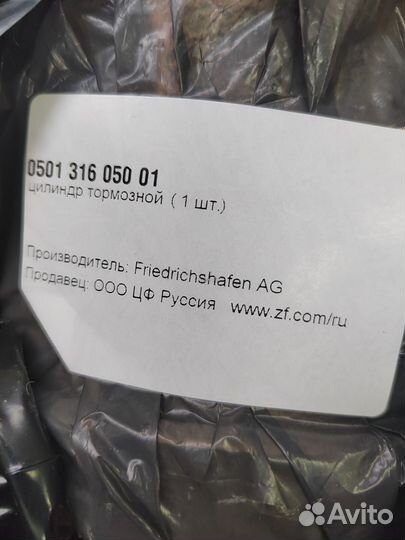 0501 316 050 01
цилиндр тормозной ( 1 шт.)
Производитель: Friedrichshafen AG
Продавец: ООО ЦФ Руссия www.zf.com/ru
Avito